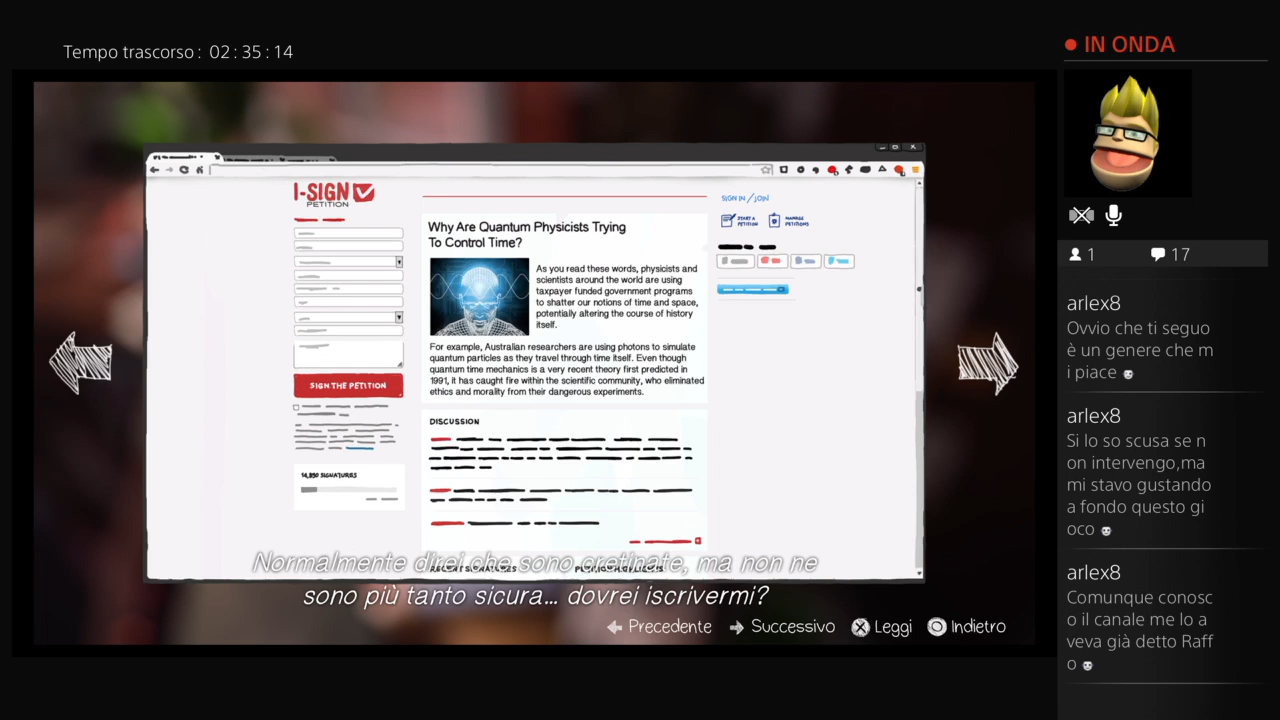 Tempo trascorso: 02:35:14
I-SIGN
PETITION
SIGN THE PETITION
14,890 SIGNATURES
Why Are Quantum Physicists Trying
To Control Time?
As you read these words, physicists and
scientists around the world are using
taxpayer funded government programs
to shatter our notions of time and space,
potentially altering the course of history
itself.
For example, Australian researchers are using photons to simulate
quantum particles as they travel through time itself. Even though
quantum time mechanics is a very recent theory first predicted in
1991, it has caught fire within the scientific community, who eliminated
ethics and morality from their dangerous experiments.
DISCUSSION
SIGN IN / JOIN
START A
PETITION
MANAGE
PETITIONS
Normalmente direi che sono cretinate, ma non ne
sono più tanto sicura... dovrei iscrivermi?
Precedente
Successivo
Leggi
Indietro
IN ONDA
1
17
arlex8
Ovvio che ti seguo
è un genere che m
i piace
arlex8
Si lo so scusa se n
on intervengo,ma
mi stavo gustando
a fondo questo gi
oco
arlex8
Comunque conosc
o il canale me lo a
veva già detto Raff
o